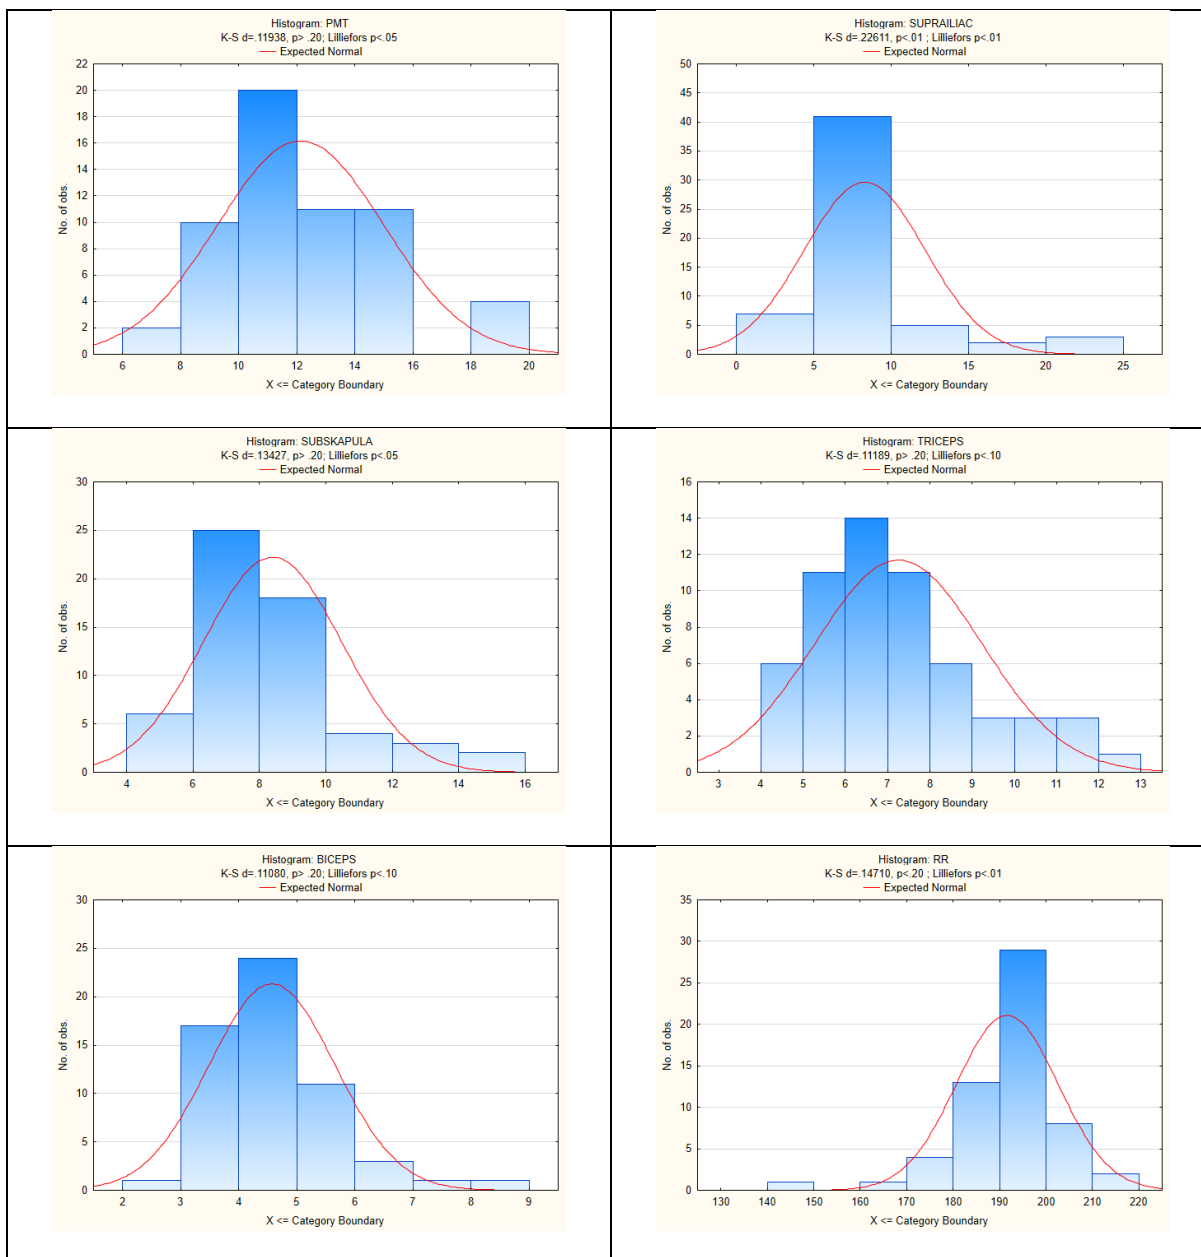 Histogram: PMT
K-S d=.11938, p> .20; Lilliefors p<.05
Expected Normal
22
20
18
16
14
12
10
8
6
4
2
0
No. of obs.
6 8 10 12 14 16 18 20
X <= Category Boundary
Histogram: SUPRAILIAC
K-S d=.22611, p<.01 ; Lilliefors p<.01
Expected Normal
50
45
40
35
30
25
20
15
10
5
0
No. of obs.
0 5 10 15 20 25
X <= Category Boundary
Histogram: SUBSKAPULA
K-S d=.13427, p> .20; Lilliefors p<.05
Expected Normal
30
25
20
15
10
5
0
No. of obs.
4 6 8 10 12 14 16
X <= Category Boundary
Histogram: TRICEPS
K-S d=.11189, p> .20; Lilliefors p<.10
Expected Normal
16
14
12
10
8
6
4
2
0
No. of obs.
3 4 5 6 7 8 9 10 11 12 13
X <= Category Boundary
Histogram: BICEPS
K-S d=.11080, p> .20; Lilliefors p<.10
Expected Normal
30
25
20
15
10
5
0
No. of obs.
2 3 4 5 6 7 8 9
X <= Category Boundary
Histogram: RR
K-S d=.14710, p<.20 ; Lilliefors p<.01
Expected Normal
35
30
25
20
15
10
5
0
No. of obs.
130 140 150 160 170 180 190 200 210 220
X <= Category Boundary